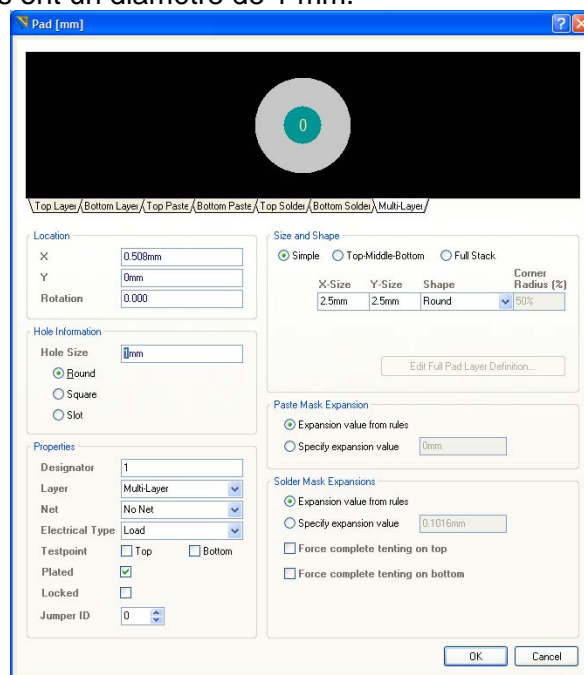 s ont un diamètre de 1 mm.
Pad [mm]
0
Top Layer Bottom Layer Top Paste Bottom Paste Top Solder Bottom Solder Multi-Layer
Location
X 0.508mm
Y 0mm
Rotation 0.000
Hole Information
Hole Size 1mm
Round
Square
Slot
Properties
Designator 1
Layer Multi-Layer
Net No Net
Electrical Type Load
Testpoint Top Bottom
Plated
Locked
Jumper ID 0
Size and Shape
Simple Top-Middle-Bottom Full Stack
X-Size Y-Size Shape Corner Radius (%)
2.5mm 2.5mm Round 50%
Edit Full Pad Layer Definition...
Paste Mask Expansion
Expansion value from rules
Specify expansion value 0mm
Solder Mask Expansions
Expansion value from rules
Specify expansion value 0.1016mm
Force complete tenting on top
Force complete tenting on bottom
OK Cancel